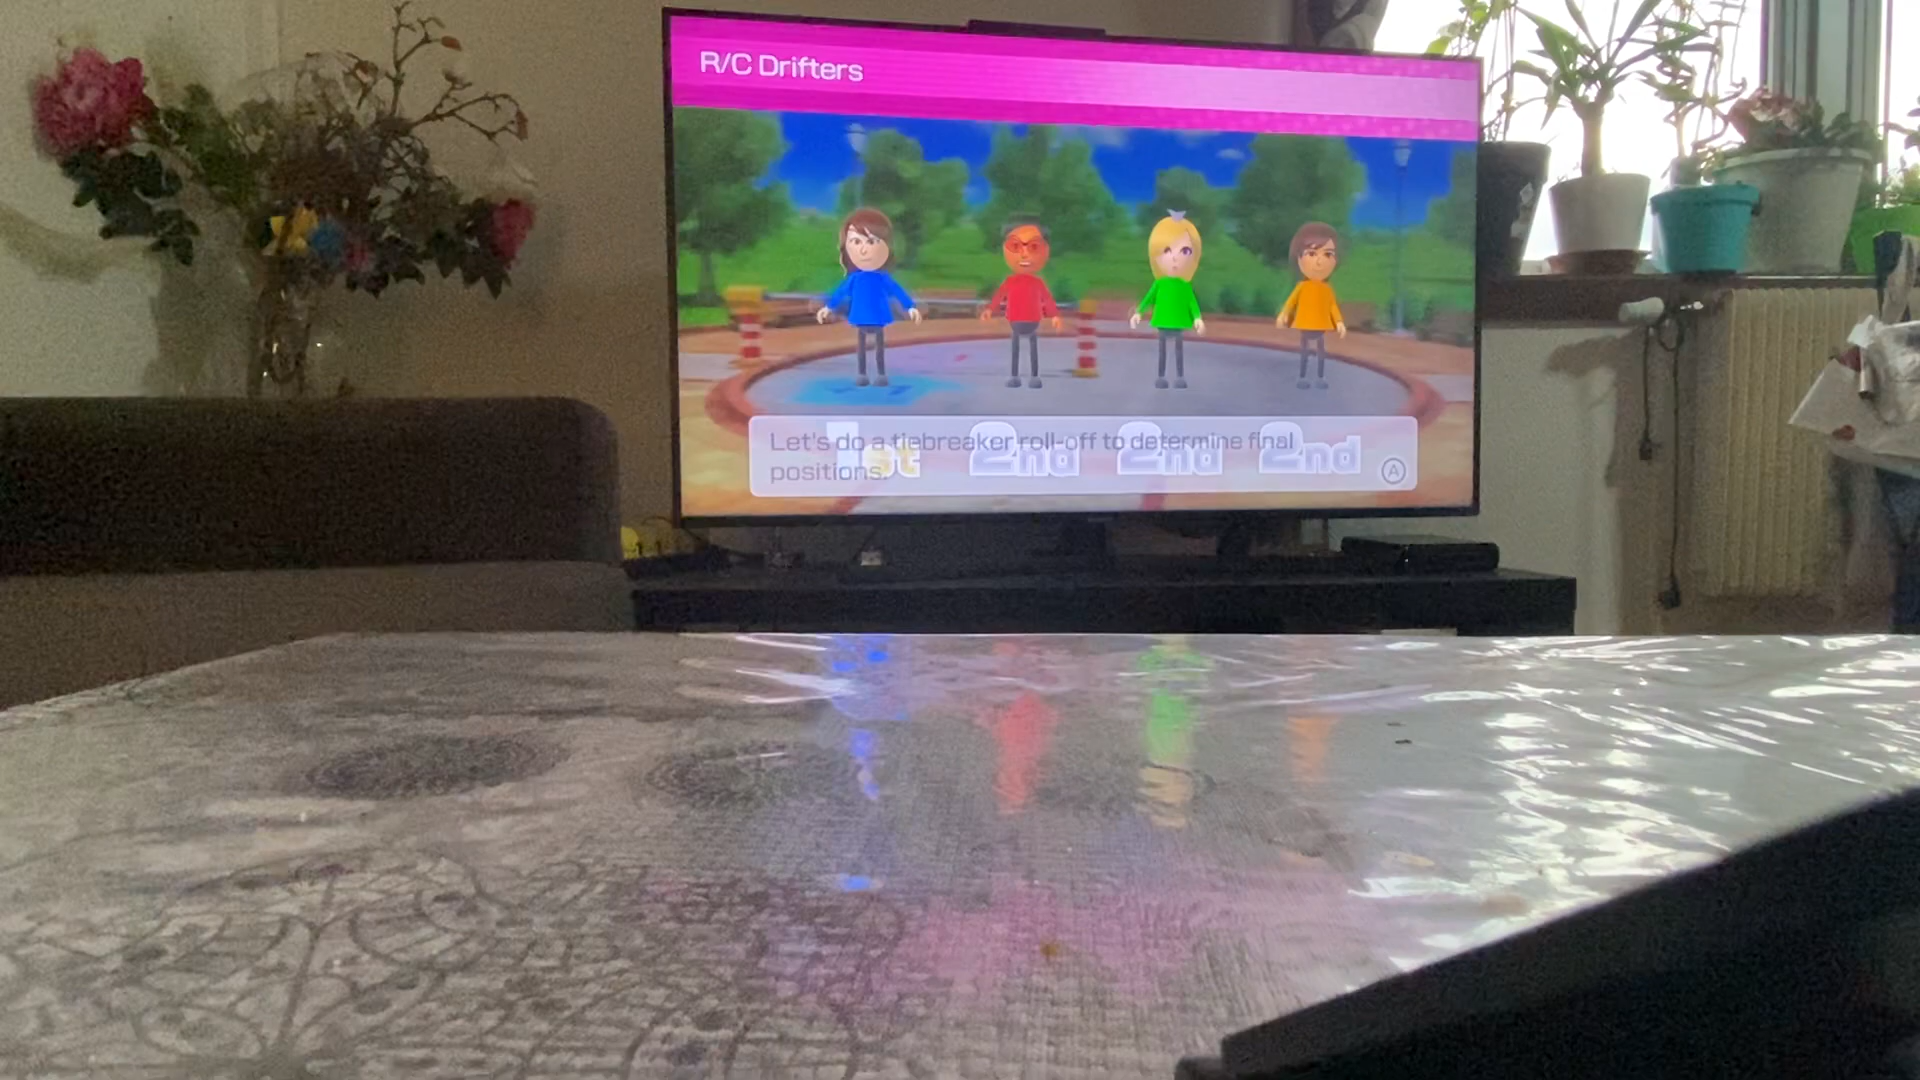 R/C Drifters
Let's do a tiebreaker roll-off to determine final
positions.
1st 2nd 2nd 2nd
A